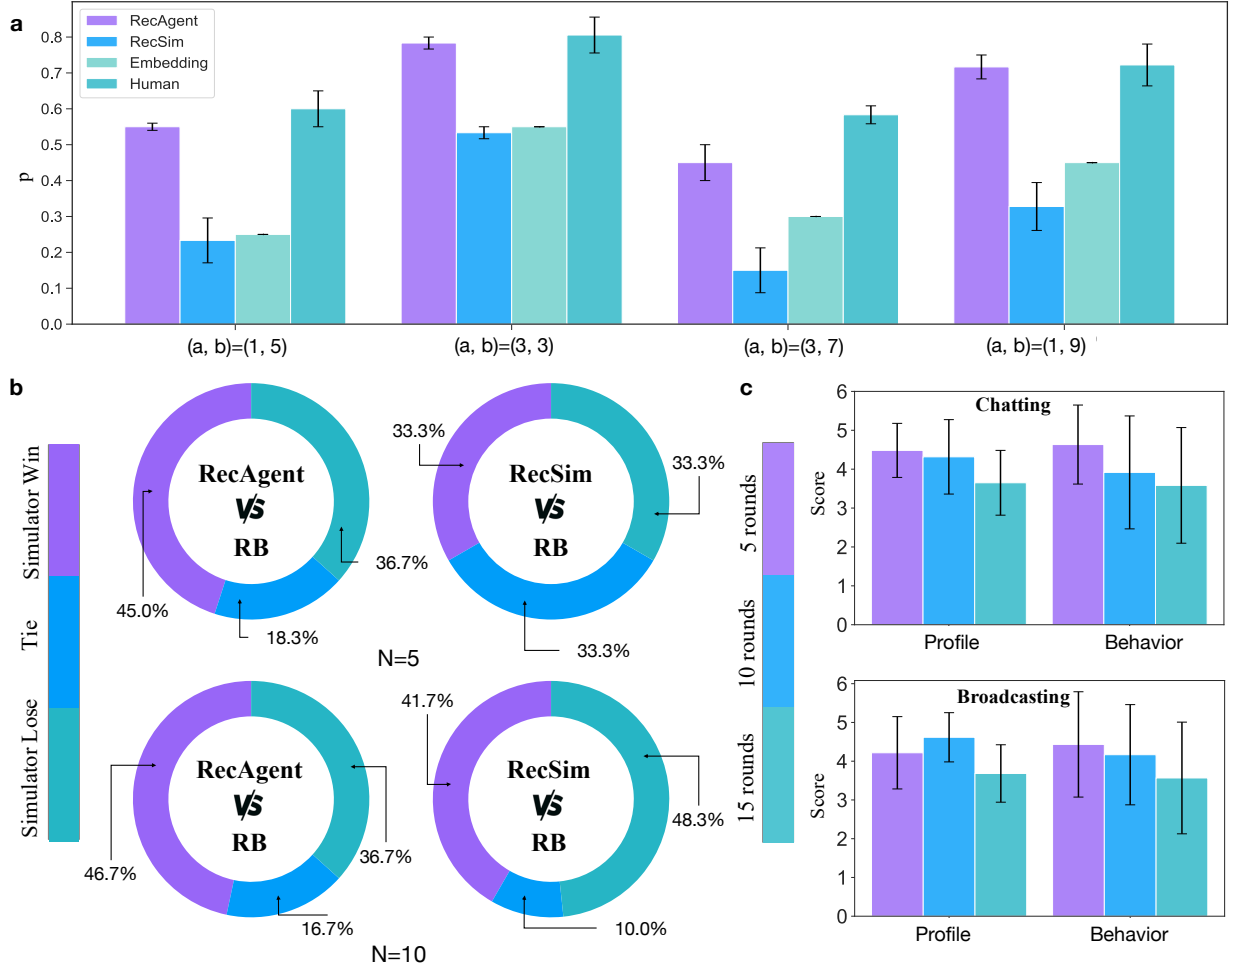 a
RecAgent
RecSim
Embedding
Human
p
0.8
0.7
0.6
0.5
0.4
0.3
0.2
0.1
0.0
(a, b)=(1, 5)
(a, b)=(3, 3)
(a, b)=(3, 7)
(a, b)=(1, 9)
b
Simulator Win
Tie
Simulator Lose
RecAgent
VS
RB
45.0%
18.3%
36.7%
RecSim
VS
RB
33.3%
33.3%
33.3%
N=5
RecAgent
VS
RB
46.7%
16.7%
36.7%
RecSim
VS
RB
41.7%
10.0%
48.3%
N=10
c
5 rounds
10 rounds
15 rounds
Chatting
Score
6
5
4
3
2
1
0
Profile
Behavior
Broadcasting
Score
6
5
4
3
2
1
0
Profile
Behavior